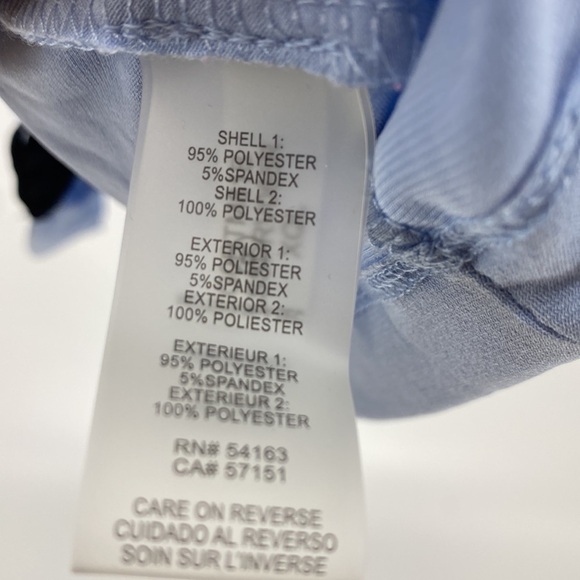 SHELL 1:
95% POLYESTER
5%SPANDEX
SHELL 2:
100% POLYESTER
EXTERIOR 1:
95% POLIESTER
5%SPANDEX
EXTERIOR 2:
100% POLIESTER
EXTERIEUR 1:
95% POLYESTER
5%SPANDEX
EXTERIEUR 2:
100% POLYESTER
RN# 54163
CA# 57151
CARE ON REVERSE
CUIDADO AL REVERSO
SOIN SUR L'INVERSE